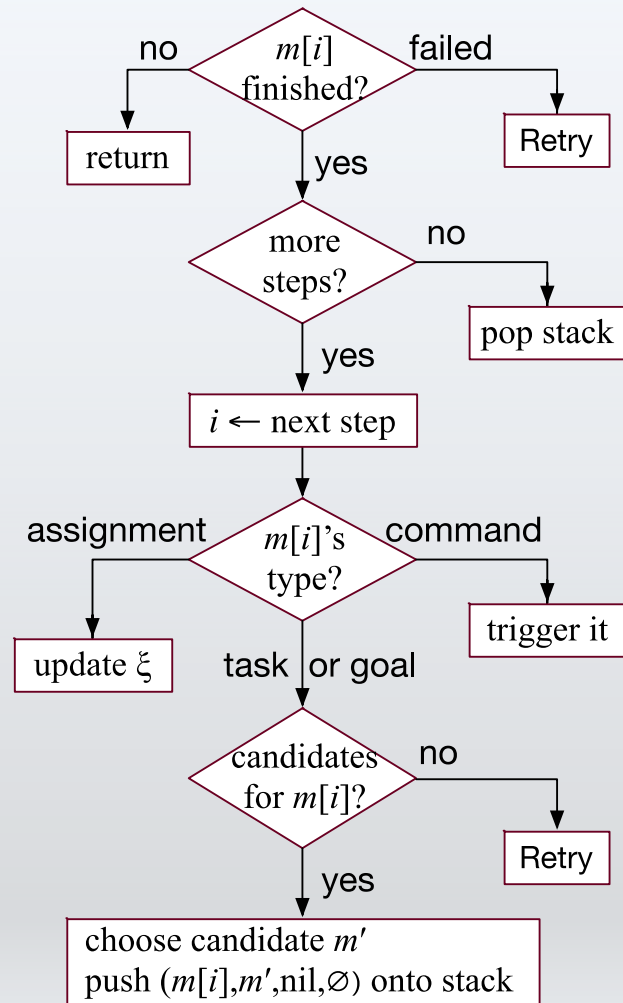 no
m[i]
finished?
failed
return
yes
Retry
more
steps?
no
pop stack
yes
i ← next step
assignment
m[i]’s
type?
command
update ξ
task or goal
trigger it
candidates
for m[i]?
no
Retry
yes
choose candidate m′
push (m[i],m′,nil,∅) onto stack